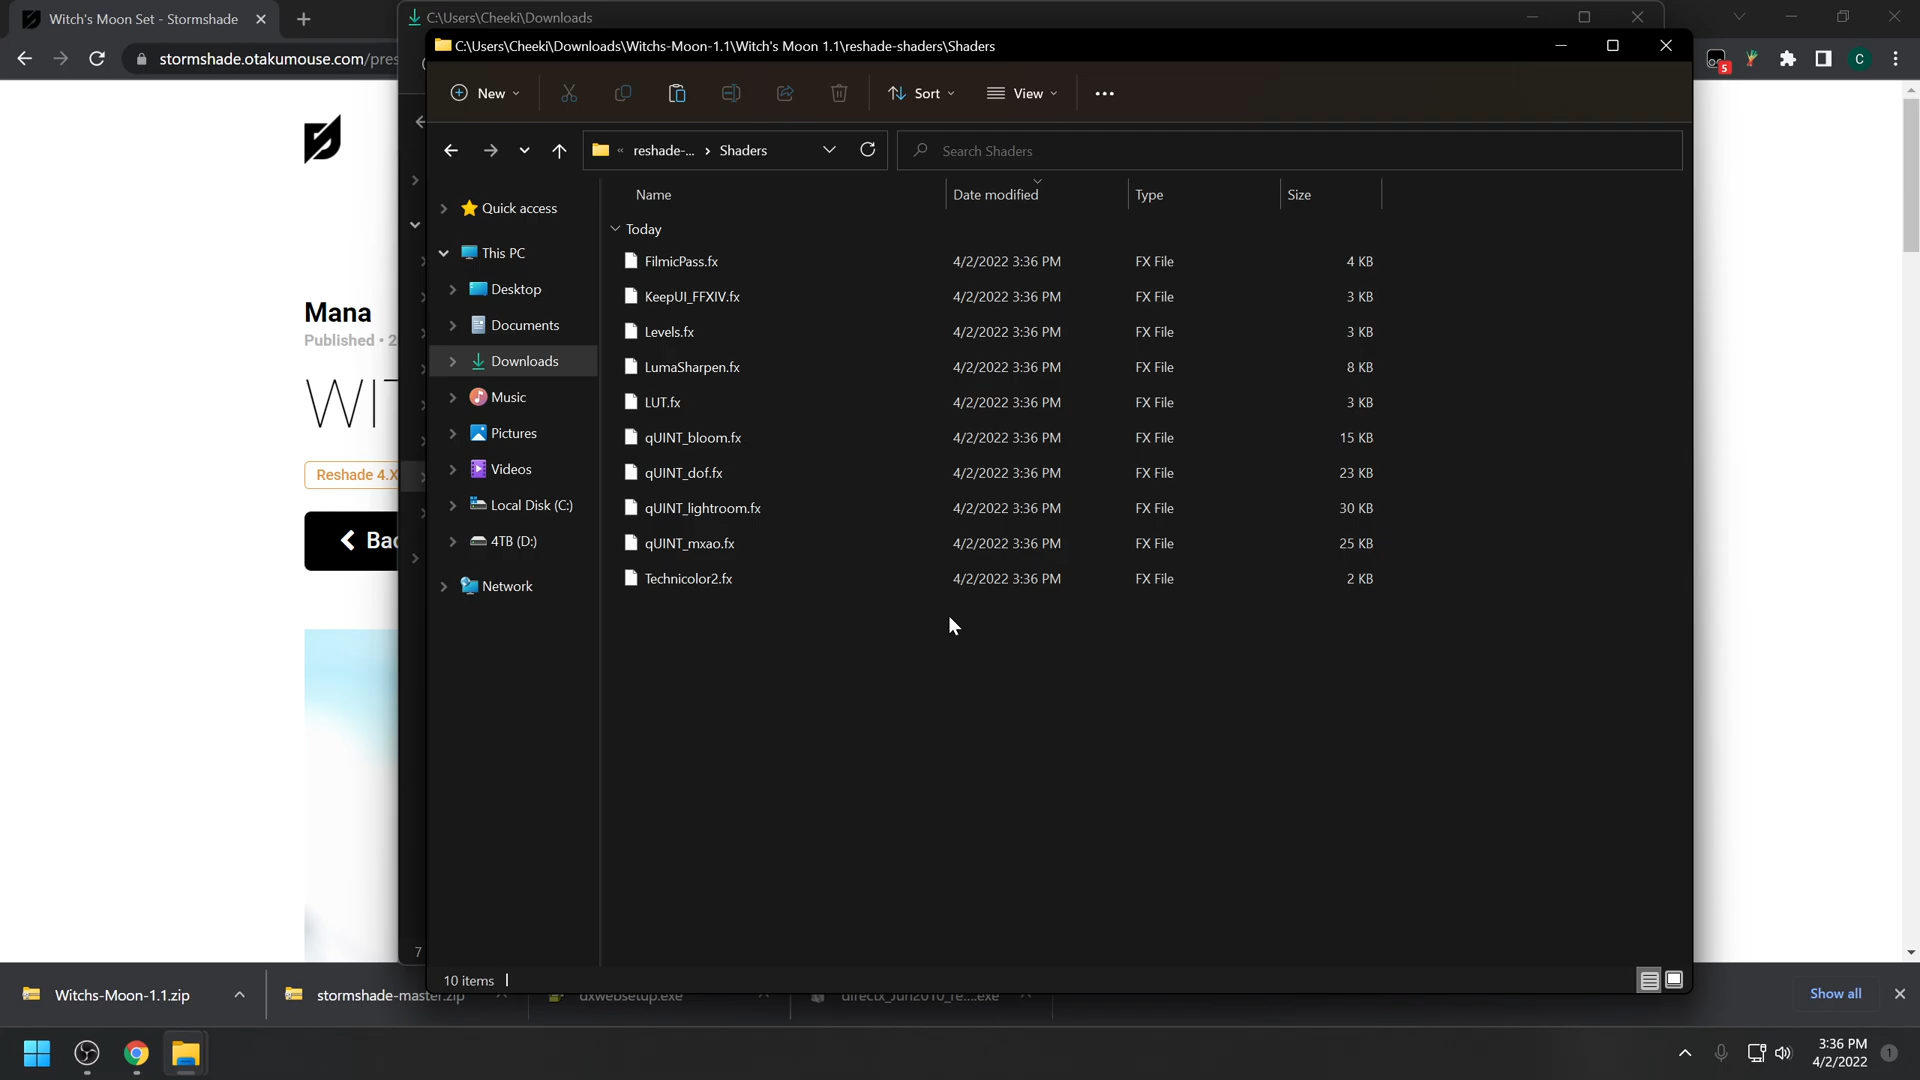 Witch's Moon Set - Stormshade
C:\Users\Cheeki\Downloads
stormshade.otakumouse.com/pres
5
C
C:\Users\Cheeki\Downloads\Witchs-Moon-1.1\Witch's Moon 1.1\reshade-shaders\Shaders
New
Sort
View
« reshade-... › Shaders
Search Shaders
Name Date modified Type Size
Quick access
This PC
Desktop
Documents
Downloads
Music
Pictures
Videos
Local Disk (C:)
4TB (D:)
Network
Today
FilmicPass.fx 4/2/2022 3:36 PM FX File 4 KB
KeepUI_FFXIV.fx 4/2/2022 3:36 PM FX File 3 KB
Levels.fx 4/2/2022 3:36 PM FX File 3 KB
LumaSharpen.fx 4/2/2022 3:36 PM FX File 8 KB
LUT.fx 4/2/2022 3:36 PM FX File 3 KB
qUINT_bloom.fx 4/2/2022 3:36 PM FX File 15 KB
qUINT_dof.fx 4/2/2022 3:36 PM FX File 23 KB
qUINT_lightroom.fx 4/2/2022 3:36 PM FX File 30 KB
qUINT_mxao.fx 4/2/2022 3:36 PM FX File 25 KB
Technicolor2.fx 4/2/2022 3:36 PM FX File 2 KB
10 items
Mana
Published • 2
WIT
Reshade 4.X
Bac
7
Witchs-Moon-1.1.zip
stormshade-master.zip
dxwebsetup.exe
directx_Jun2010_re....exe
Show all
3:36 PM
4/2/2022
1